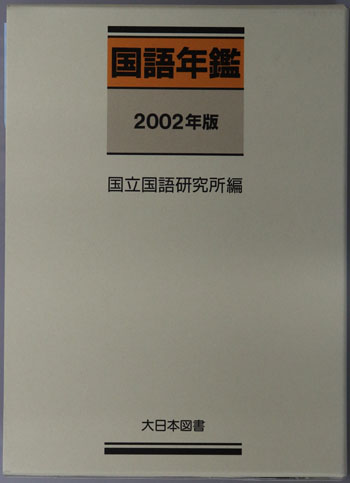 国語年鑑
2002年版
国立国語研究所編
大日本図書